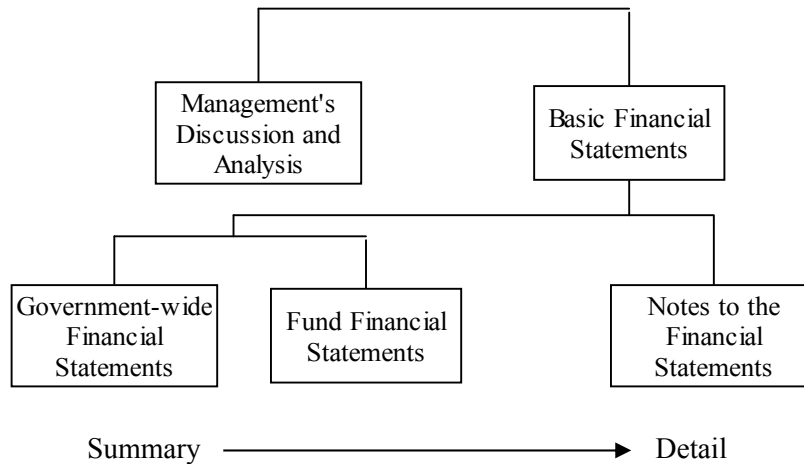 Management's
Discussion and
Analysis
Basic Financial
Statements
Government-wide
Financial
Statements
Fund Financial
Statements
Notes to the
Financial
Statements
Summary
Detail